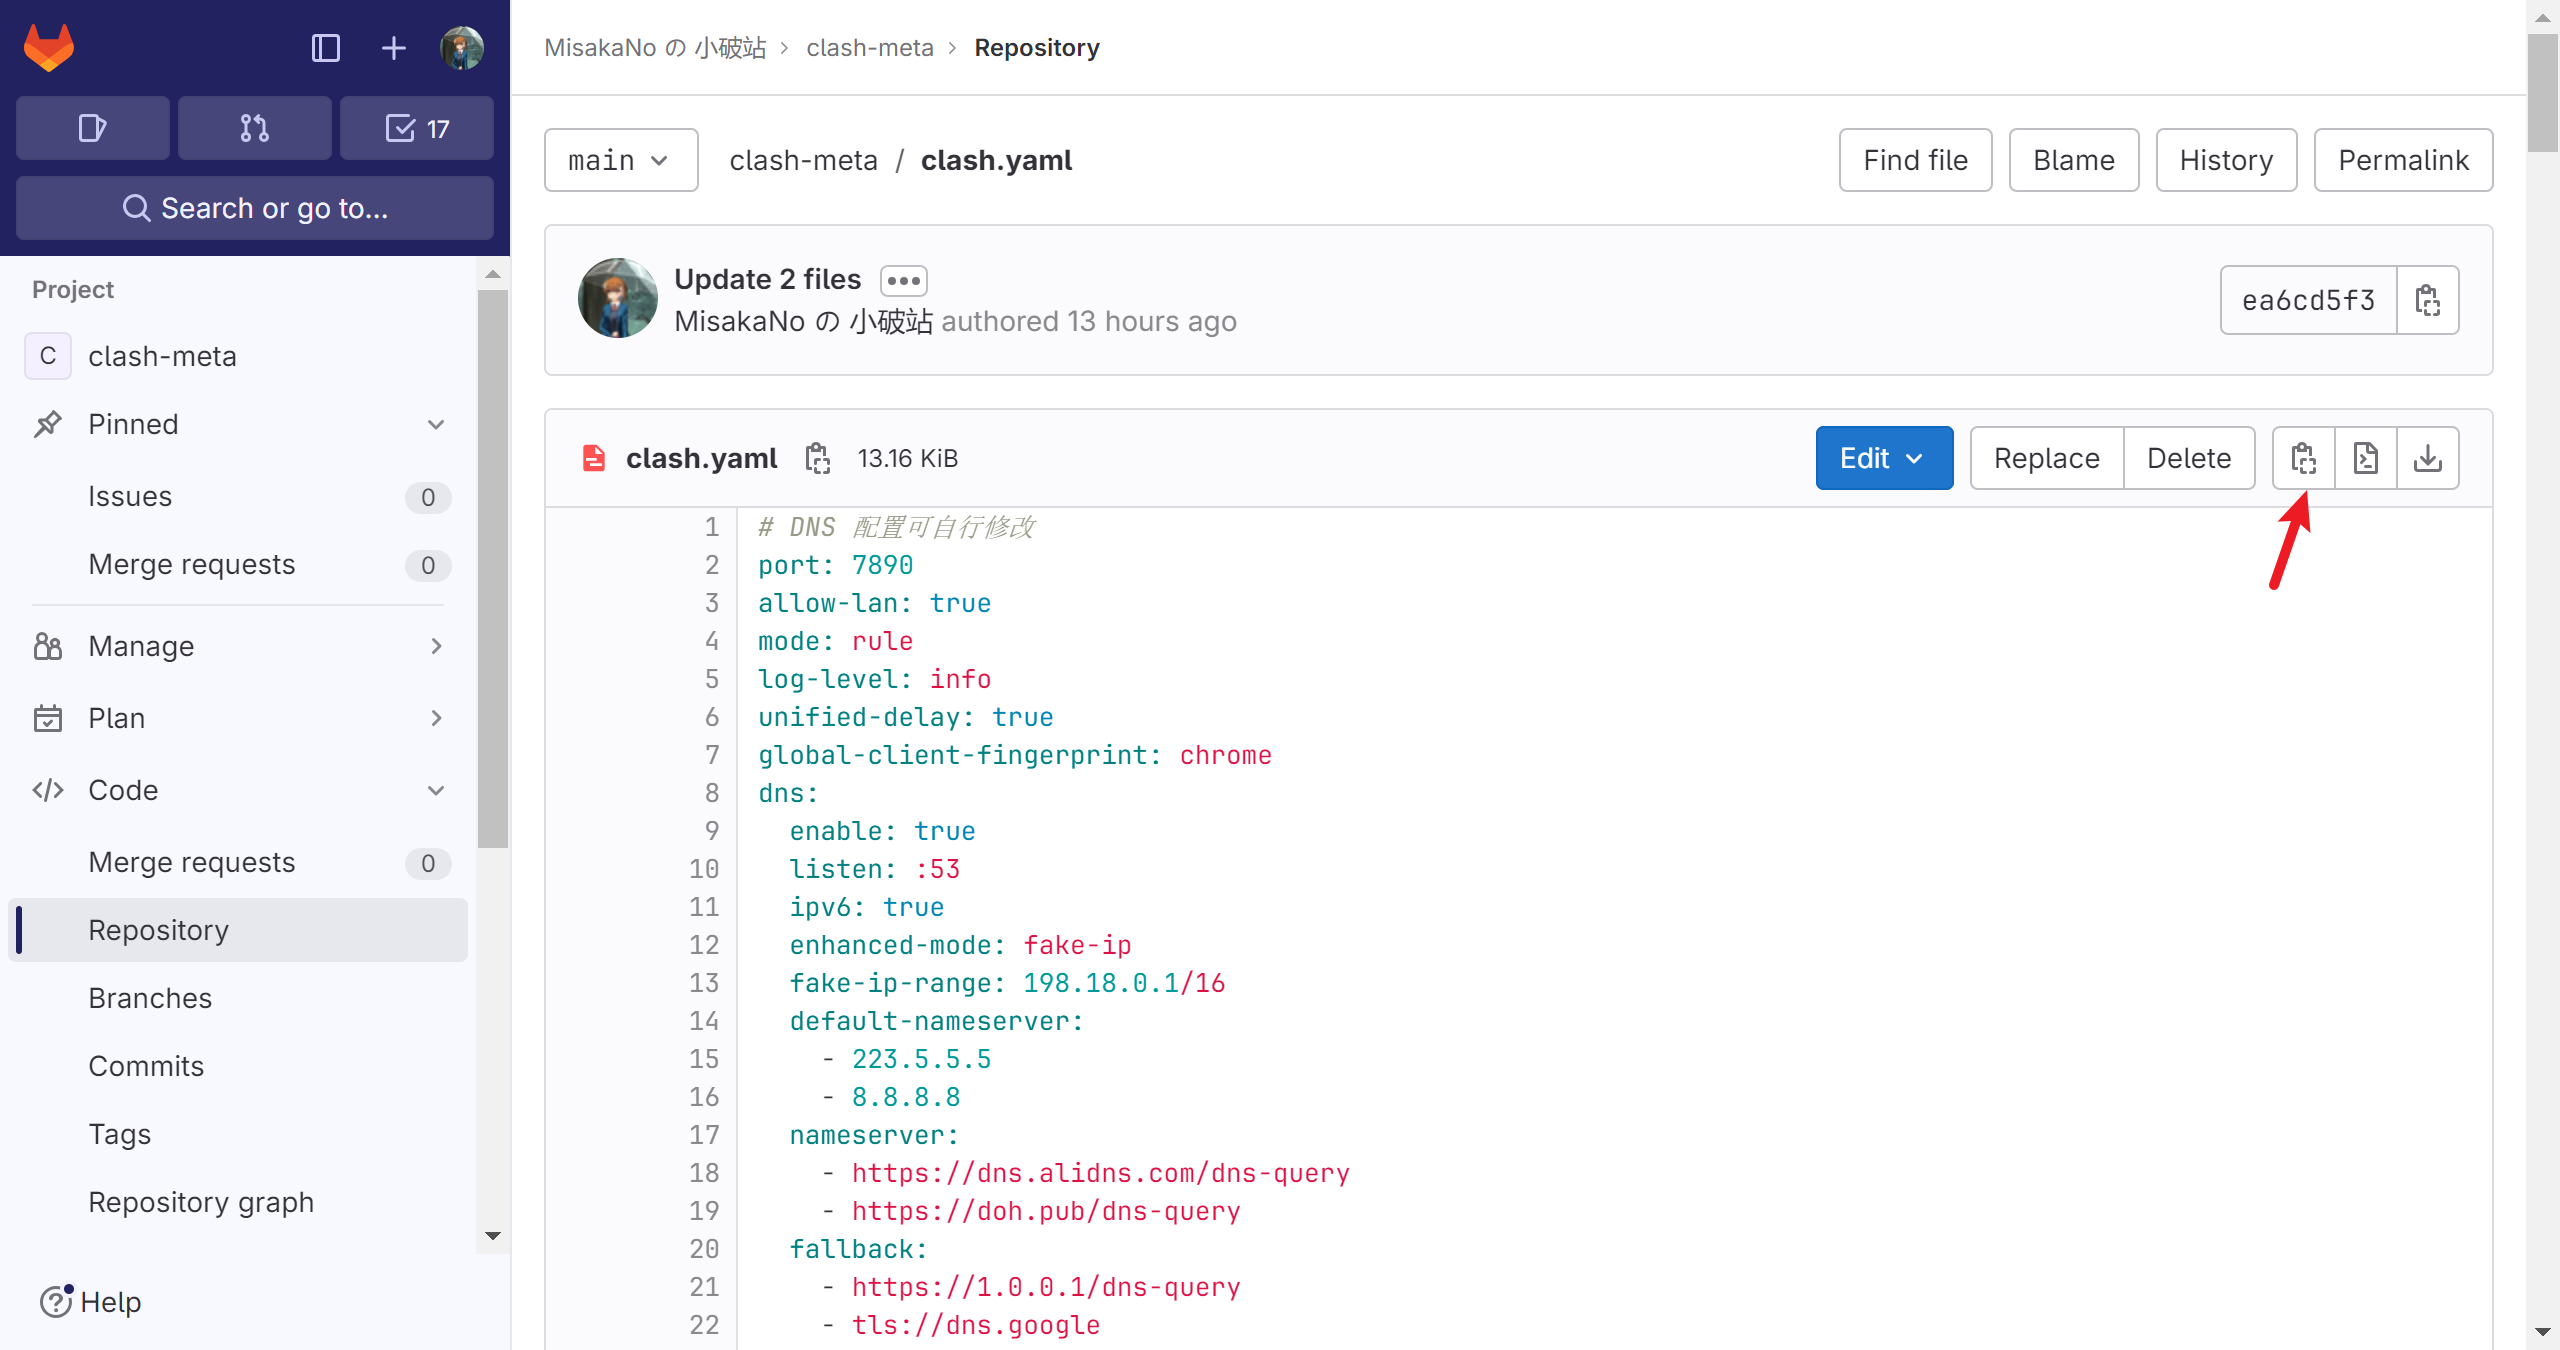 17
Search or go to...
Project
C clash-meta
Pinned
Issues 0
Merge requests 0
Manage
Plan
Code
Merge requests 0
Repository
Branches
Commits
Tags
Repository graph
Help
MisakaNo の 小破站 › clash-meta › Repository
main clash-meta / clash.yaml Find file Blame History Permalink
Update 2 files
MisakaNo の 小破站 authored 13 hours ago
ea6cd5f3
clash.yaml 13.16 KiB Edit Replace Delete
1 # DNS 配置可自行修改
2 port: 7890
3 allow-lan: true
4 mode: rule
5 log-level: info
6 unified-delay: true
7 global-client-fingerprint: chrome
8 dns:
9 enable: true
10 listen: :53
11 ipv6: true
12 enhanced-mode: fake-ip
13 fake-ip-range: 198.18.0.1/16
14 default-nameserver:
15 - 223.5.5.5
16 - 8.8.8.8
17 nameserver:
18 - https://dns.alidns.com/dns-query
19 - https://doh.pub/dns-query
20 fallback:
21 - https://1.0.0.1/dns-query
22 - tls://dns.google